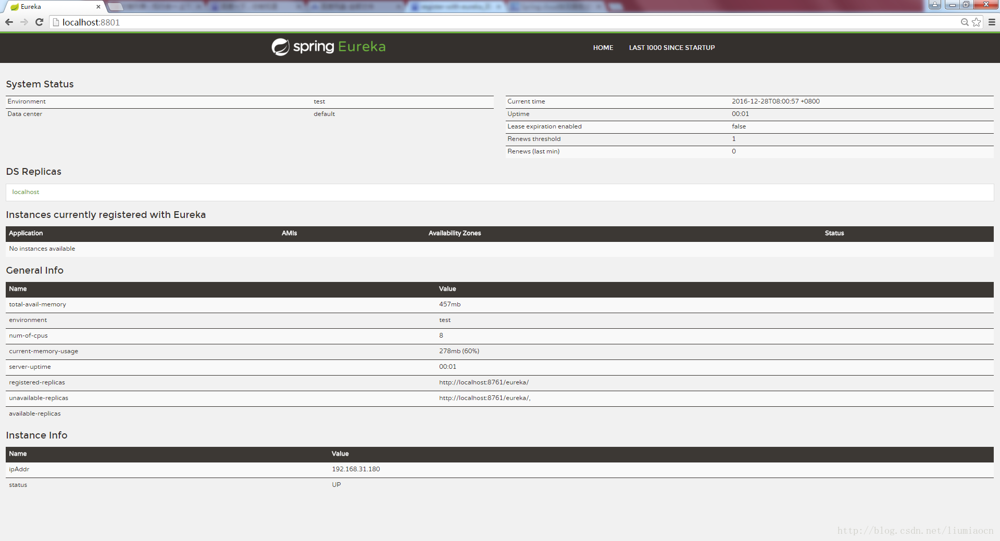 Eureka
localhost:8801
spring Eureka
HOME LAST 1000 SINCE STARTUP
System Status
Environment test
Data center default
Current time 2016-12-28T08:00:57 +0800
Uptime 00:01
Lease expiration enabled false
Renews threshold 1
Renews (last min) 0
DS Replicas
localhost
Instances currently registered with Eureka
Application AMIs Availability Zones Status
No instances available
General Info
Name Value
total-avail-memory 457mb
environment test
num-of-cpus 8
current-memory-usage 278mb (60%)
server-uptime 00:01
registered-replicas http://localhost:8761/eureka/
unavailable-replicas http://localhost:8761/eureka/,
available-replicas
Instance Info
Name Value
ipAddr 192.168.31.180
status UP
http://blog.csdn.net/liumiaocn